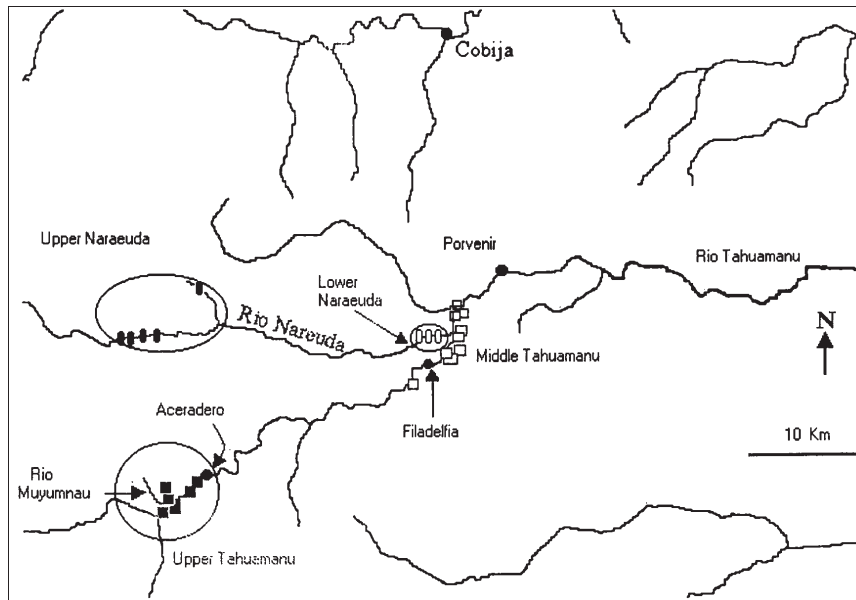 Cobija
Upper Naraeuda
Porvenir
Rio Tahuamanu
Lower
Naraeuda
Rio Nareuda
N
Middle Tahuamanu
Aceradero
Filadelfia
10 Km
Rio
Muyumnau
Upper Tahuamanu